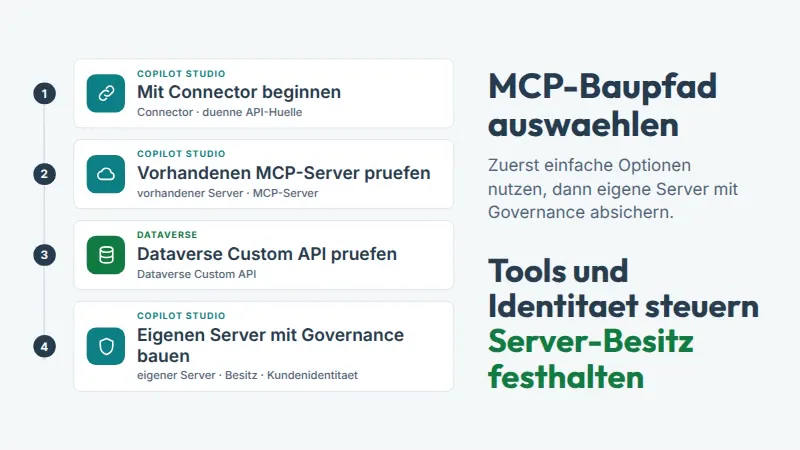 1
COPILOT STUDIO
Mit Connector beginnen
Connector · duenne API-Huelle
2
COPILOT STUDIO
Vorhandenen MCP-Server pruefen
vorhandener Server · MCP-Server
3
DATAVERSE
Dataverse Custom API pruefen
Dataverse Custom API
4
COPILOT STUDIO
Eigenen Server mit Governance
bauen
eigener Server · Besitz · Kundenidentitaet
MCP-Baupfad
auswaehlen
Zuerst einfache Optionen
nutzen, dann eigene Server mit
Governance absichern.
Tools und
Identitaet steuern
Server-Besitz
festhalten